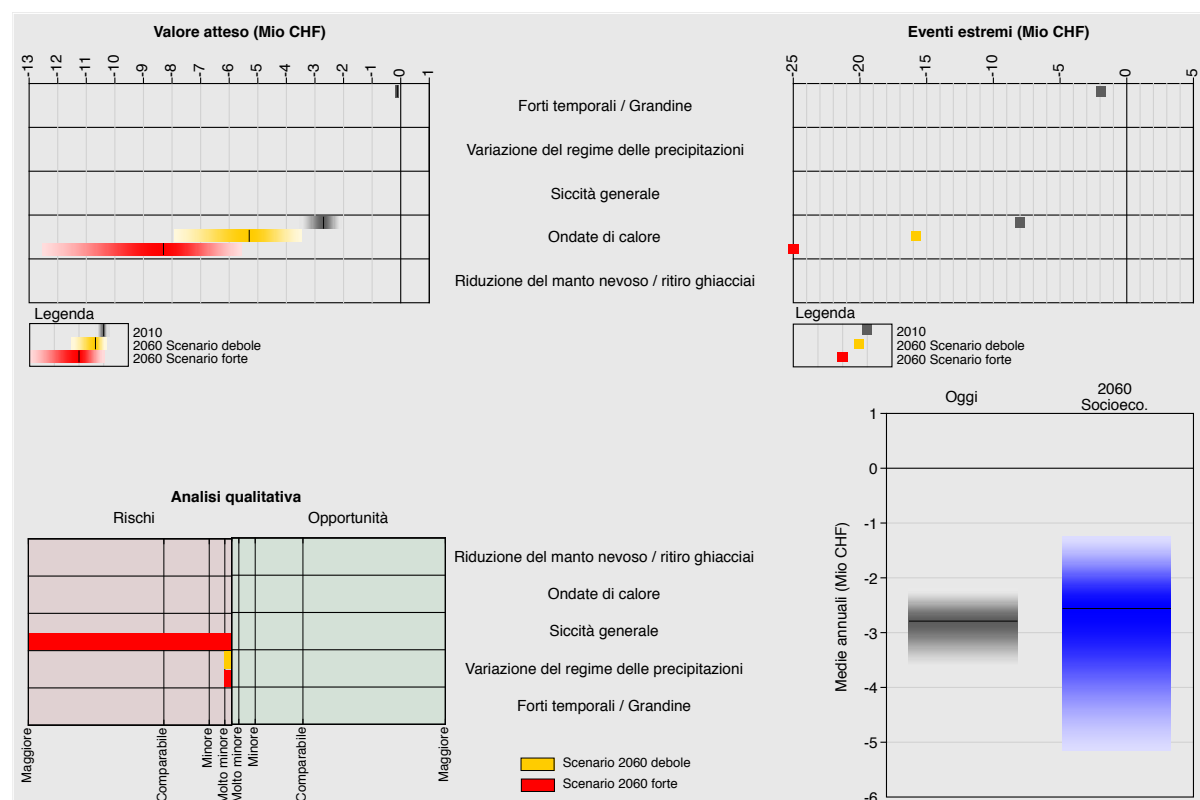 Valore atteso (Mio CHF)
-13 -12 -11 -10 -9 -8 -7 -6 -5 -4 -3 -2 -1 0 1
Eventi estremi (Mio CHF)
-25 -20 -15 -10 -5 0 5
Forti temporali / Grandine
Variazione del regime delle precipitazioni
Siccità generale
Ondate di calore
Riduzione del manto nevoso / ritiro ghiacciai
Legenda
2010
2060 Scenario debole
2060 Scenario forte
Legenda
2010
2060 Scenario debole
2060 Scenario forte
Analisi qualitativa
Rischi Opportunità
Riduzione del manto nevoso / ritiro ghiacciai
Ondate di calore
Siccità generale
Variazione del regime delle precipitazioni
Forti temporali / Grandine
Maggiore Comparabile Minore Molto minore Molto minore Minore Comparabile Maggiore
Scenario 2060 debole
Scenario 2060 forte
Oggi
2060
Socioeco.
Medie annuali (Mio CHF)
1
0
-1
-2
-3
-4
-5
-6